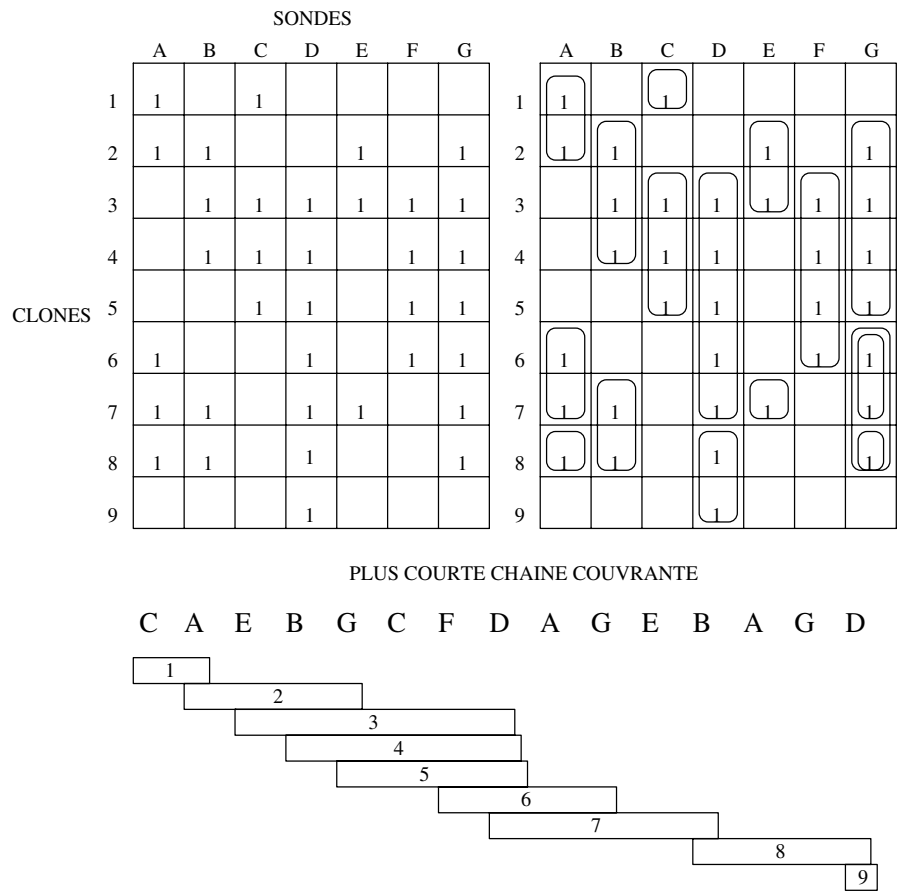 SONDES
A B C D E F G A B C D E F G
1 1 1 1 1 1
2 1 1 1 1 2 1 1 1 1
3 1 1 1 1 1 1 3 1 1 1 1 1 1
4 1 1 1 1 1 4 1 1 1 1 1
CLONES 5 1 1 1 1 5 1 1 1 1
6 1 1 1 1 6 1 1 1 1
7 1 1 1 1 1 7 1 1 1 1 1
8 1 1 1 1 8 1 1 1 1
9 1 9 1
PLUS COURTE CHAINE COUVRANTE
C A E B G C F D A G E B A G D
1
2
3
4
5
6
7
8
9